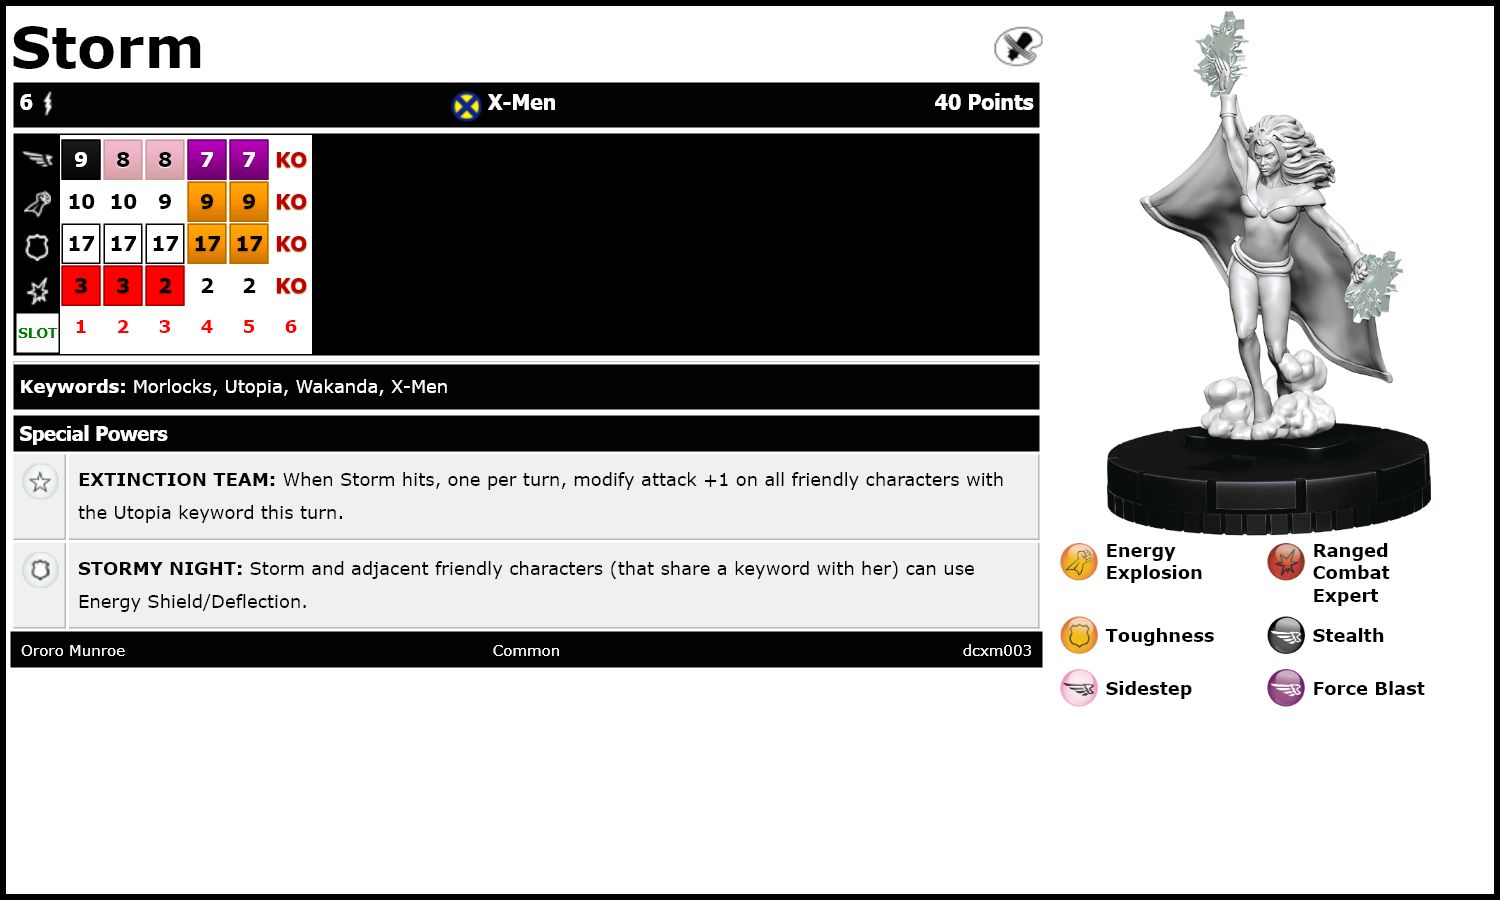 Storm
6 X-Men 40 Points
9 8 8 7 7 KO
10 10 9 9 9 KO
17 17 17 17 17 KO
3 3 2 2 2 KO
SLOT 1 2 3 4 5 6
Keywords: Morlocks, Utopia, Wakanda, X-Men
Special Powers
EXTINCTION TEAM: When Storm hits, one per turn, modify attack +1 on all friendly characters with
the Utopia keyword this turn.
STORMY NIGHT: Storm and adjacent friendly characters (that share a keyword with her) can use
Energy Shield/Deflection.
Ororo Munroe Common dcxm003
Energy
Explosion
Ranged
Combat
Expert
Toughness
Stealth
Sidestep
Force Blast